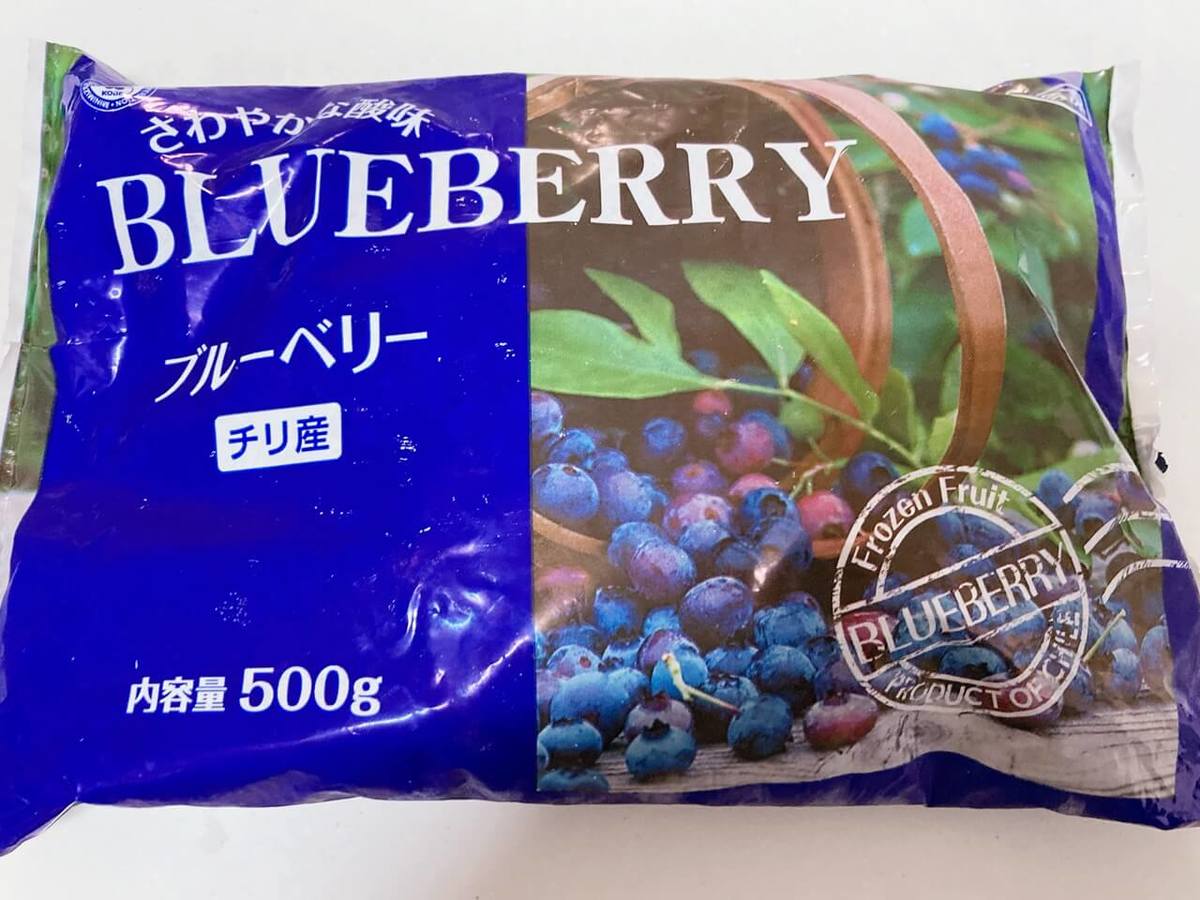 KOBE
さわやかな酸味
BLUEBERRY
ブルーベリー
チリ産
内容量 500g
Frozen Fruit
BLUEBERRY
PRODUCT OF CHILE